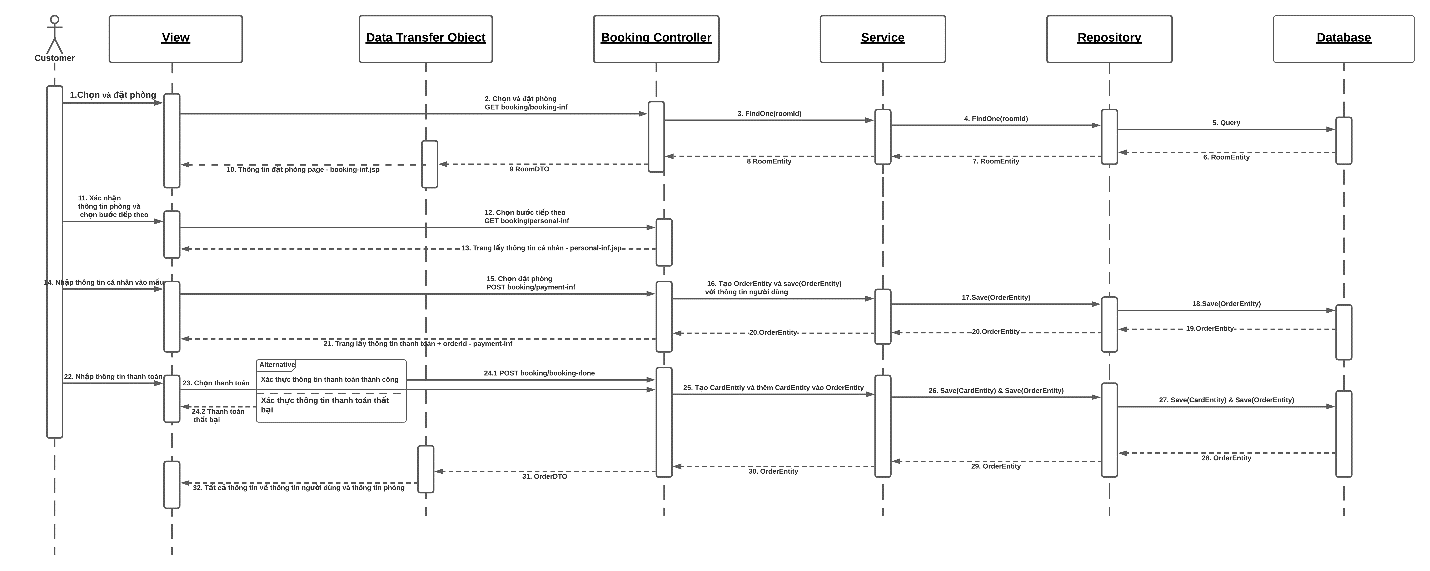 Customer
View
Data Transfer Object
Booking Controller
Service
Repository
Database
1.Chọn và đặt phòng
2. Chọn và đặt phòng
GET booking/booking-inf
3. FindOne(roomId)
4. FindOne(roomId)
5. Query
6. RoomEntity
7. RoomEntity
8 RoomEntity
9 RoomDTO
10. Thông tin đặt phòng page - booking-inf.jsp
11. Xác nhận
thông tin phòng và
chọn bước tiếp theo
12. Chọn bước tiếp theo
GET booking/personal-inf
13. Trang lấy thông tin cá nhân - personal-inf.jsp
14. Nhập thông tin cá nhân vào mẫu
15. Chọn đặt phòng
POST booking/payment-inf
16. Tạo OrderEntity và save(OrderEntity)
với thông tin người dùng
17.Save(OrderEntity)
18.Save(OrderEntity)
19.OrderEntity
20.OrderEntity
20.OrderEntity
21. Trang lấy thông tin thanh toán + orderId - payment-inf
22. Nhập thông tin thanh toán
23. Chọn thanh toán
Alternative
Xác thực thông tin thanh toán thành công
Xác thực thông tin thanh toán thất
bại
24.1 POST booking/booking-done
24.2 Thanh toán
thất bại
25. Tạo CardEntity và thêm CardEntity vào OrderEntity
26. Save(CardEntity) & Save(OrderEntity)
27. Save(CardEntity) & Save(OrderEntity)
28. OrderEntity
29. OrderEntity
30. OrderEntity
31. OrderDTO
32. Tất cả thông tin về thông tin người dùng và thông tin phòng